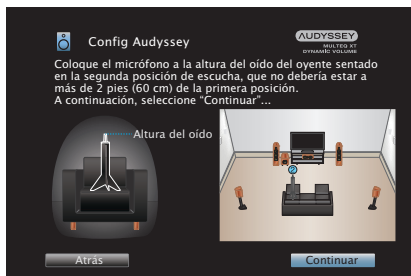 Config Audyssey
AUDYSSEY
MULTEQ XT
DYNAMIC VOLUME
Coloque el micrófono a la altura del oído del oyente sentado
en la segunda posición de escucha, que no debería estar a
más de 2 pies (60 cm) de la primera posición.
A continuación, seleccione “Continuar”...
Altura del oído
2
Atrás
Continuar